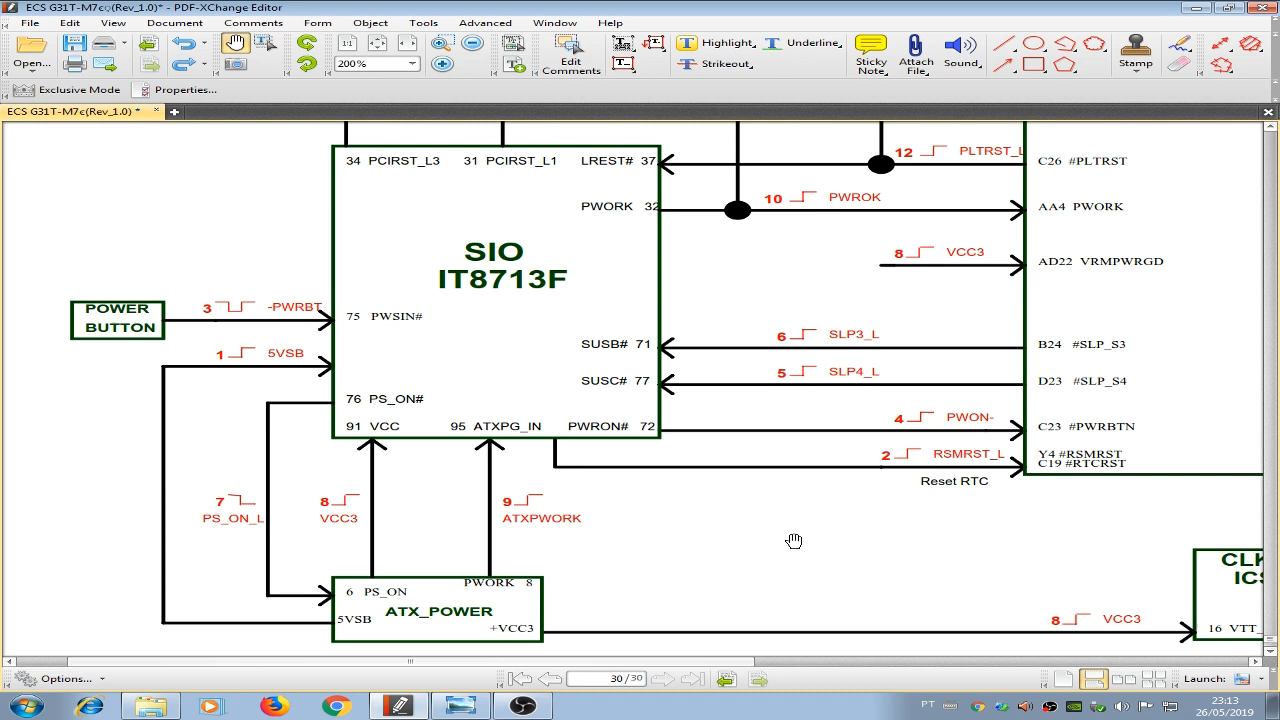 ECS G31T-M7c(Rev_1.0)* - PDF-XChange Editor
File Edit View Document Comments Form Object Tools Advanced Window Help
Open...
200%
Edit
Comments
Highlight
Underline
Strikeout
Sticky
Note
Attach
File
Sound
Stamp
Exclusive Mode Properties...
ECS G31T-M7c(Rev_1.0) *
34 PCIRST_L3 31 PCIRST_L1 LREST# 37 12 PLTRST_L C26 #PLTRST
PWORK 32 10 PWROK AA4 PWORK
SIO
IT8713F
8 VCC3 AD22 VRMPWRGD
POWER
BUTTON
3 -PWRBT 75 PWSIN#
SUSB# 71 6 SLP3_L B24 #SLP_S3
1 5VSB
SUSC# 77 5 SLP4_L D23 #SLP_S4
76 PS_ON#
91 VCC 95 ATXPG_IN PWRON# 72 4 PWON- C23 #PWRBTN
2 RSMRST_L Y4 #RSMRST
C19 #RTCRST
Reset RTC
7 PS_ON_L
8 VCC3
9 ATXPWORK
6 PS_ON PWORK 8
ATX_POWER
5VSB
+VCC3
8 VCC3
CLK
ICS
16 VTT_
Options...
30/30
Launch:
PT
23:13
26/05/2019